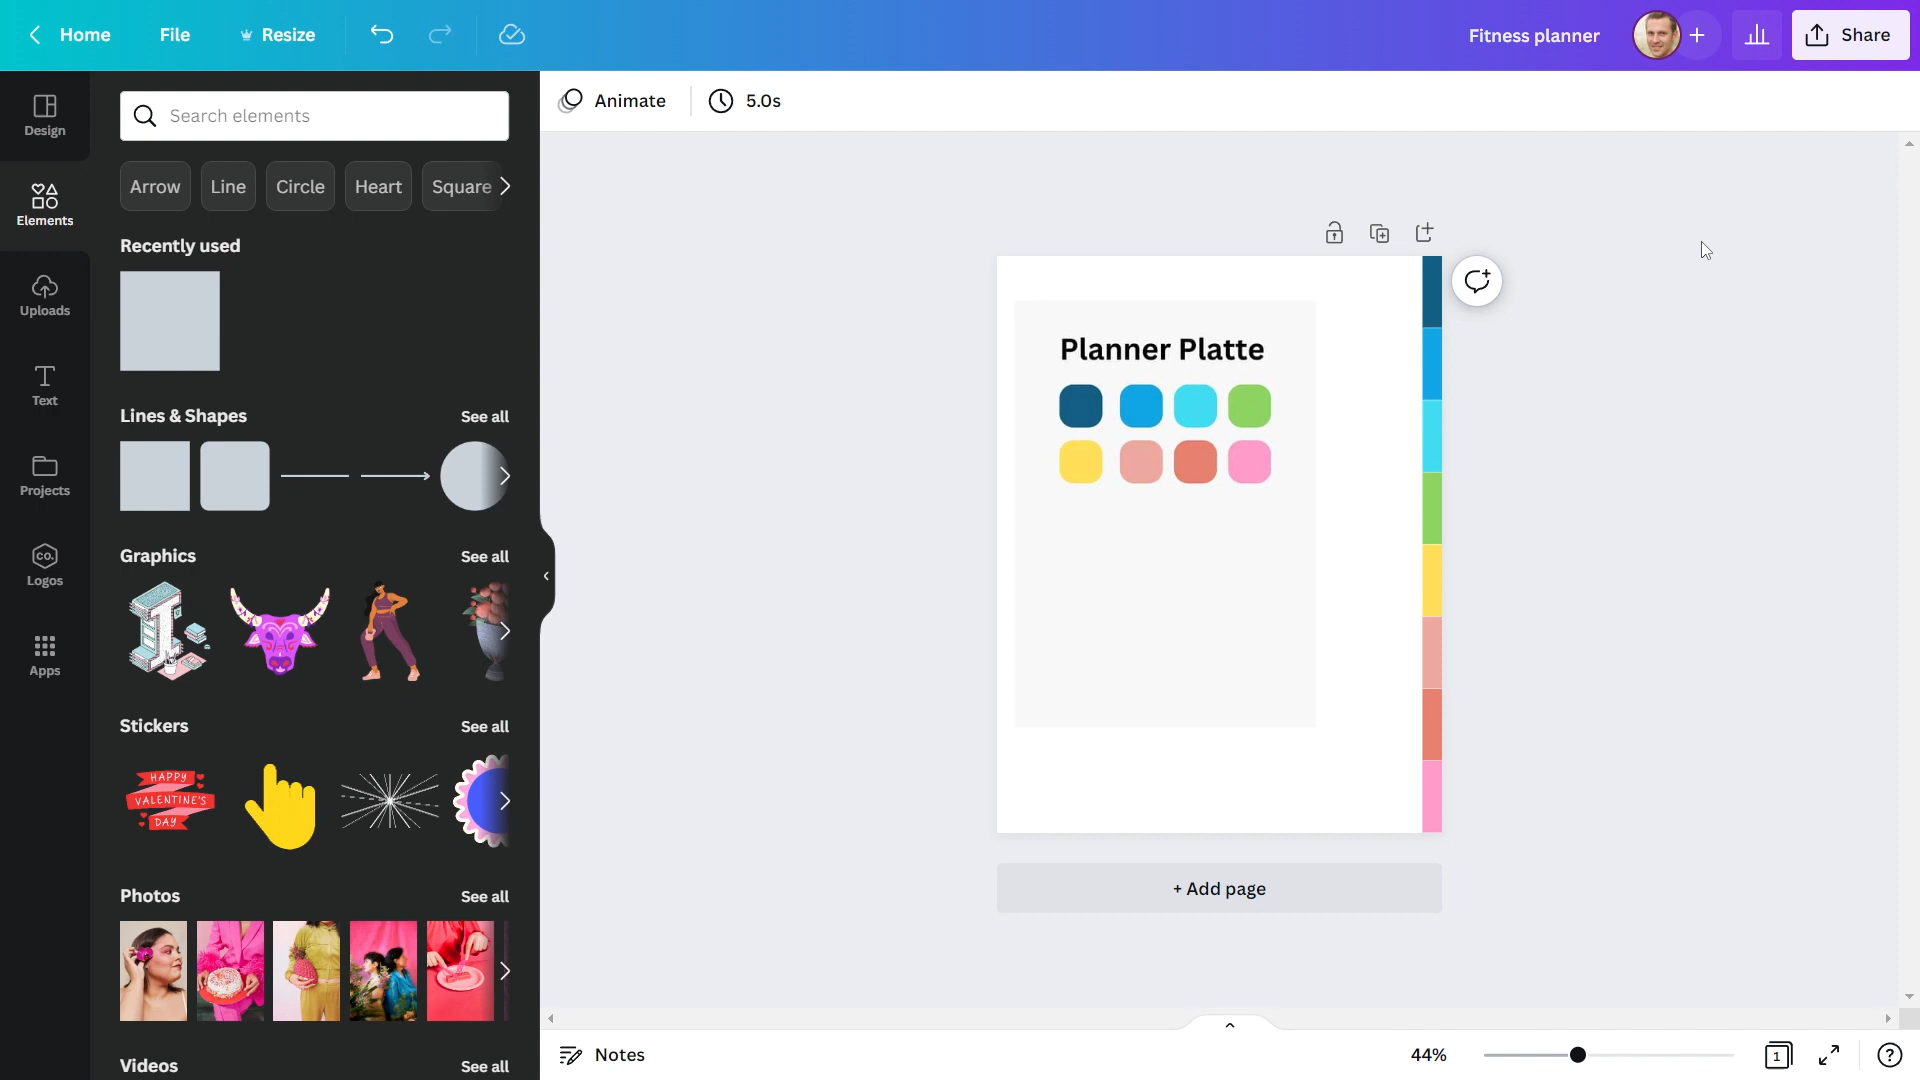 Home
File
Resize
Fitness planner
Share
Design
Elements
Uploads
Text
Projects
CO.
Logos
Apps
Search elements
Arrow
Line
Circle
Heart
Square
Recently used
Lines & Shapes
See all
Graphics
See all
Stickers
See all
HAPPY
VALENTINE'S
DAY
Photos
See all
Videos
See all
Animate
5.0s
Planner Platte
+ Add page
Notes
44%
1